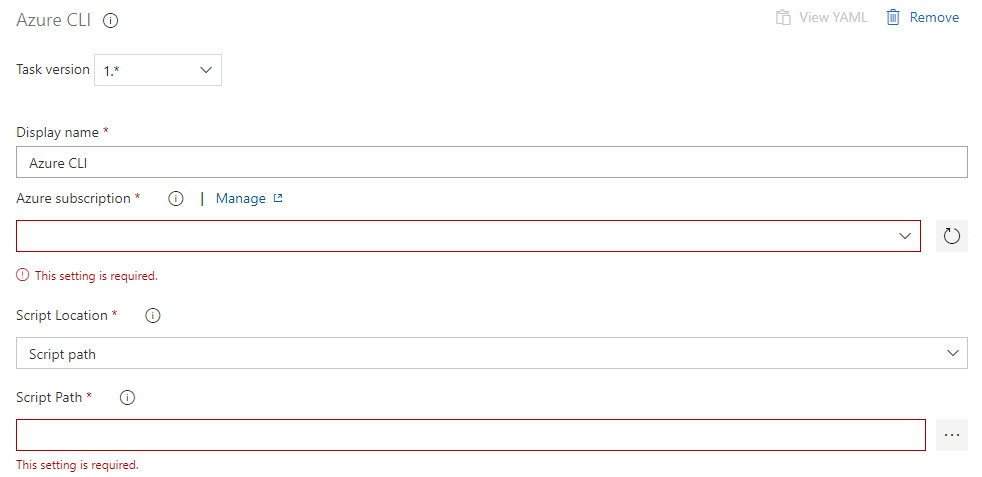 Azure CLI
View YAML
Remove
Task version 1.*
Display name *
Azure CLI
Azure subscription * | Manage
This setting is required.
Script Location *
Script path
Script Path *
...
This setting is required.